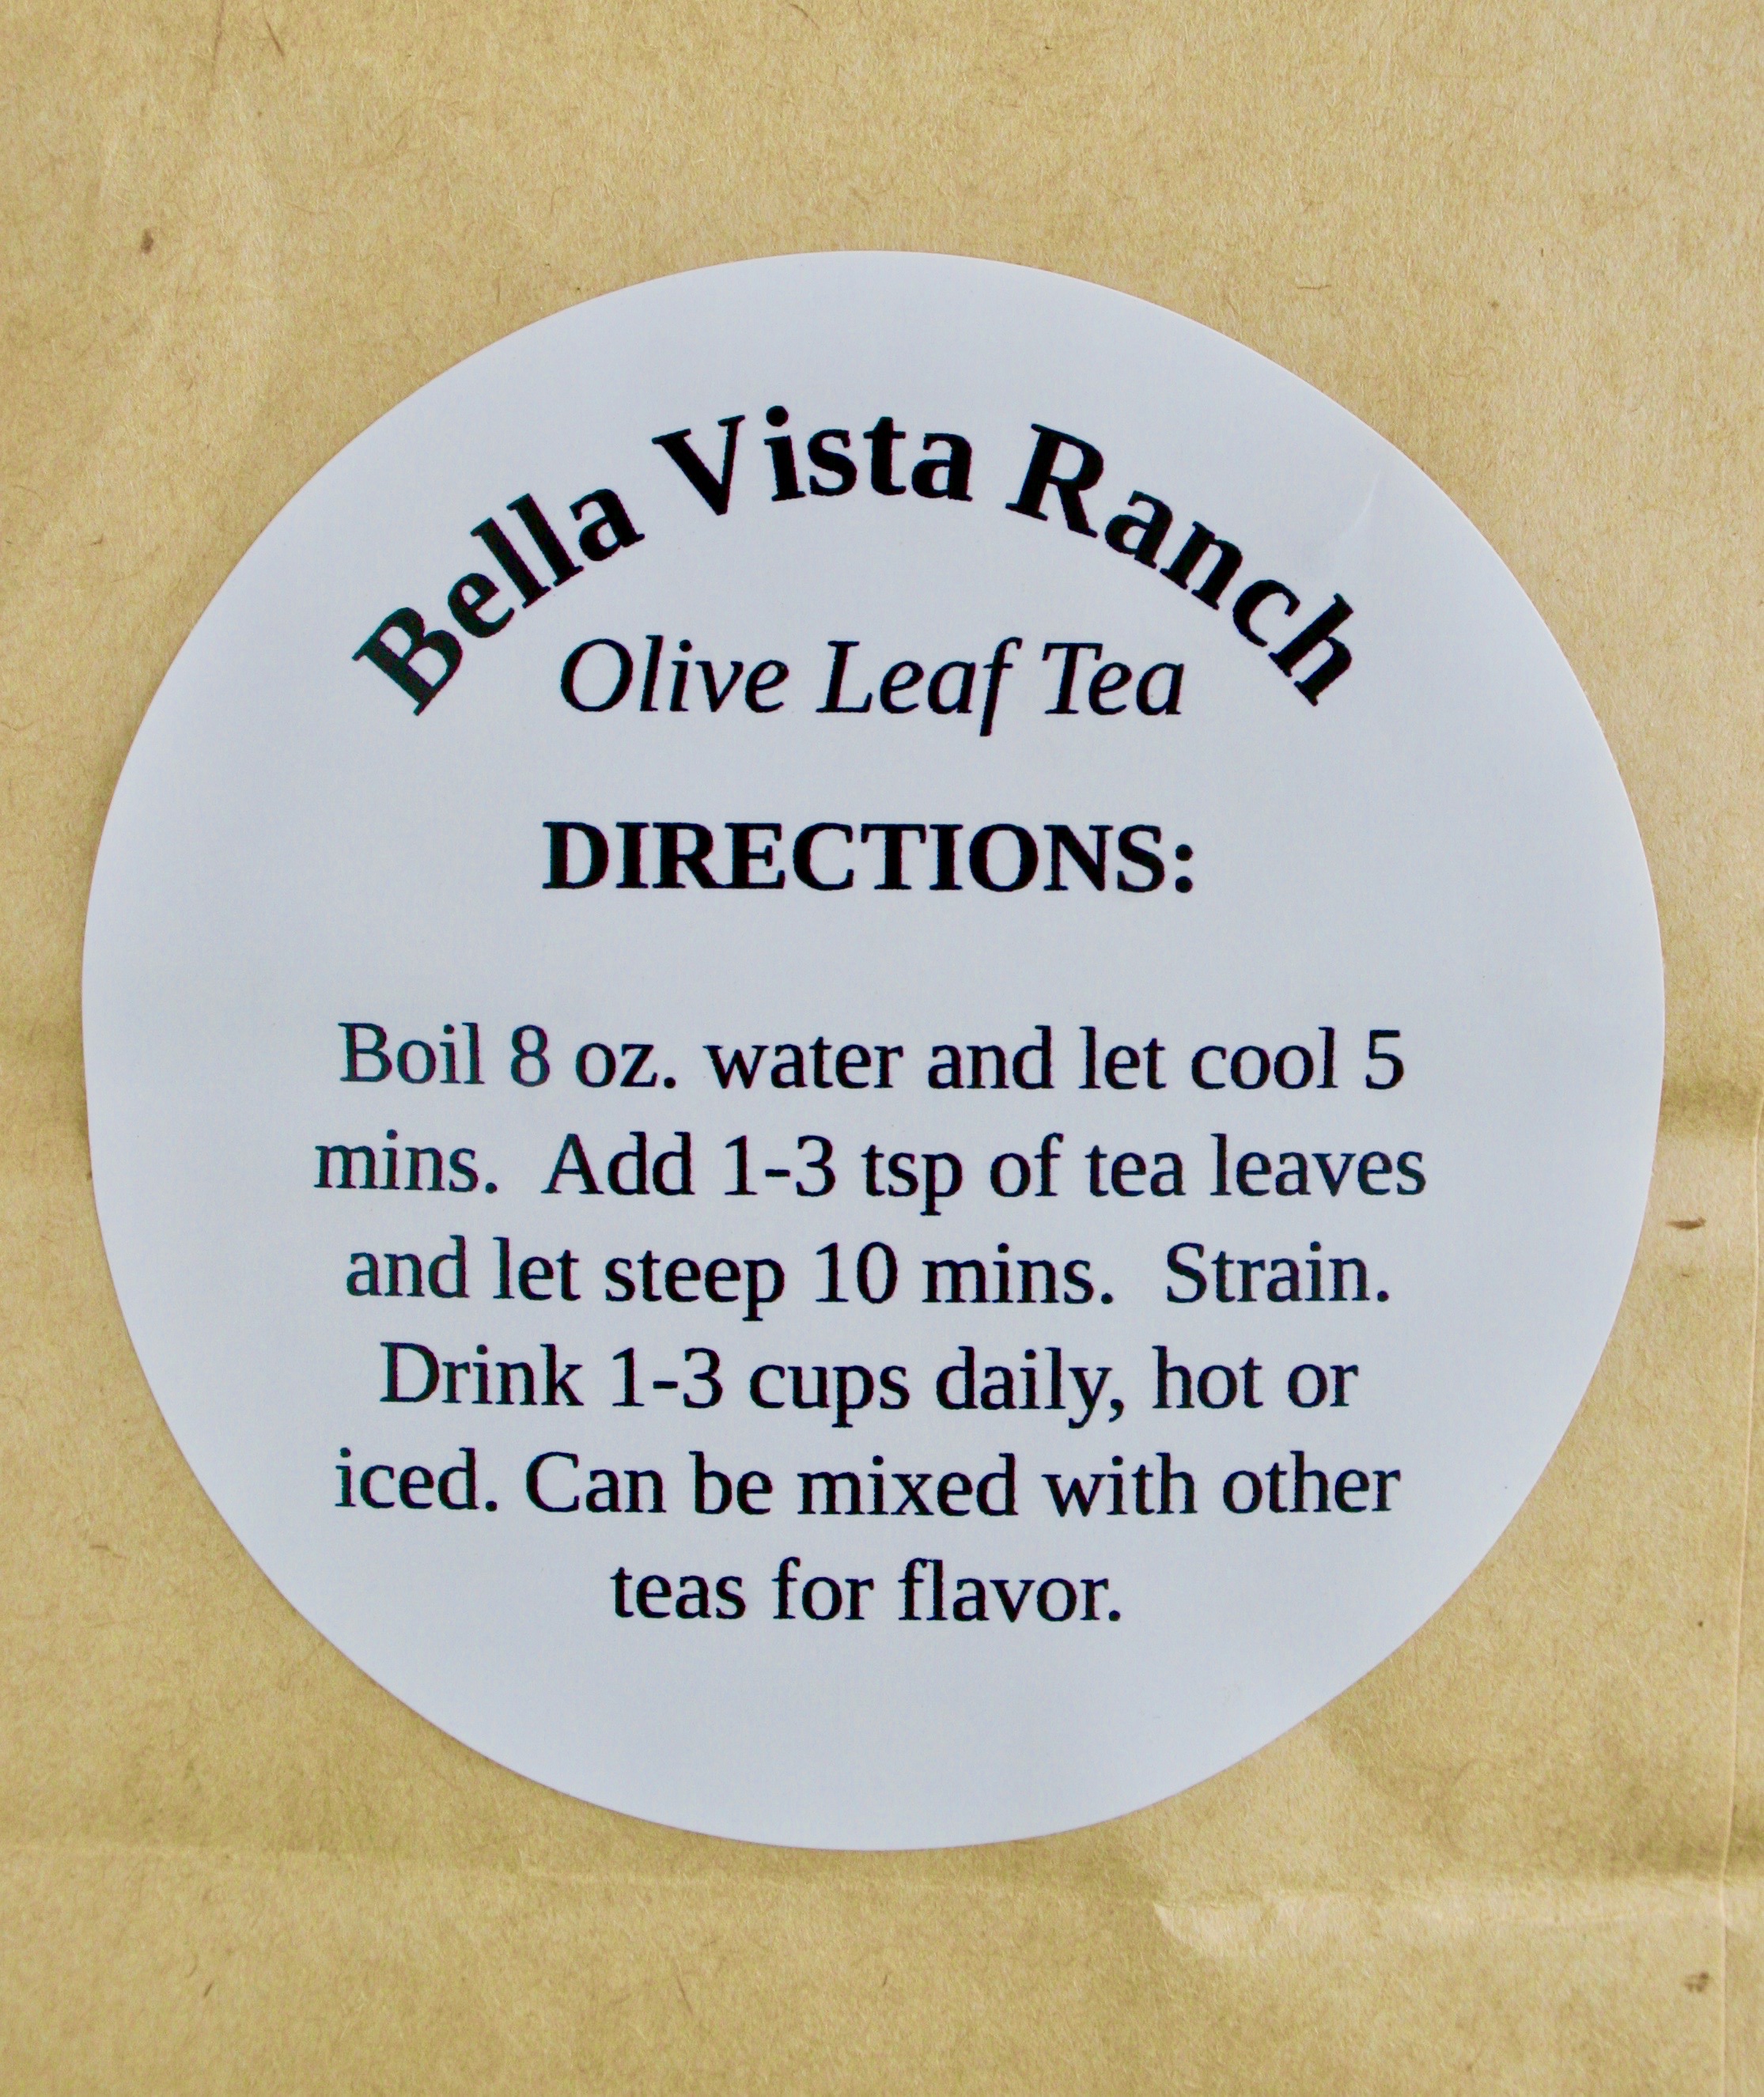 Bella Vista Ranch
Olive Leaf Tea
DIRECTIONS:
Boil 8 oz. water and let cool 5
mins.  Add 1-3 tsp of tea leaves
and let steep 10 mins.  Strain.
Drink 1-3 cups daily, hot or
iced. Can be mixed with other
teas for flavor.